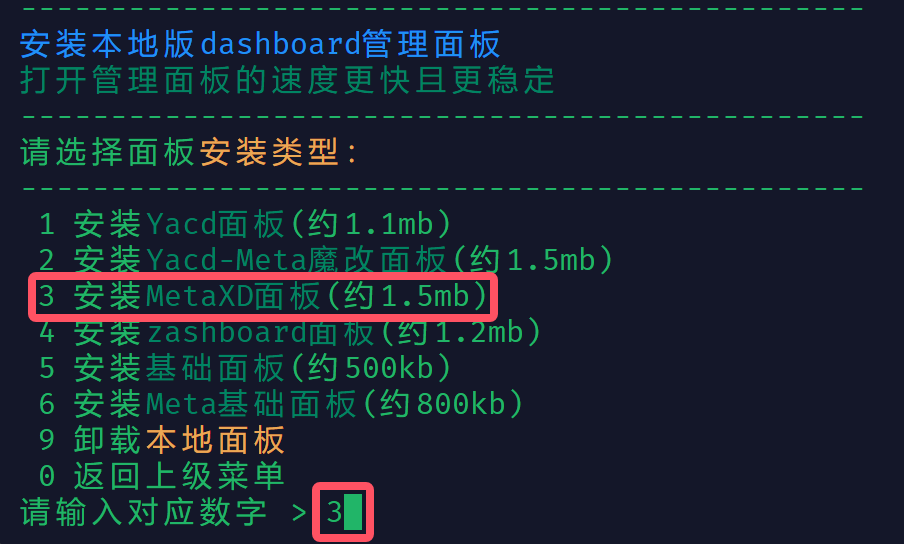 -----------------------------------------------
安装本地版dashboard管理面板
打开管理面板的速度更快且更稳定
-----------------------------------------------
请选择面板安装类型:
-----------------------------------------------
1 安装Yacd面板(约1.1mb)
2 安装Yacd-Meta魔改面板(约1.5mb)
3 安装MetaXD面板(约1.5mb)
4 安装zashboard面板(约1.2mb)
5 安装基础面板(约500kb)
6 安装Meta基础面板(约800kb)
9 卸载本地面板
0 返回上级菜单
请输入对应数字 > 3